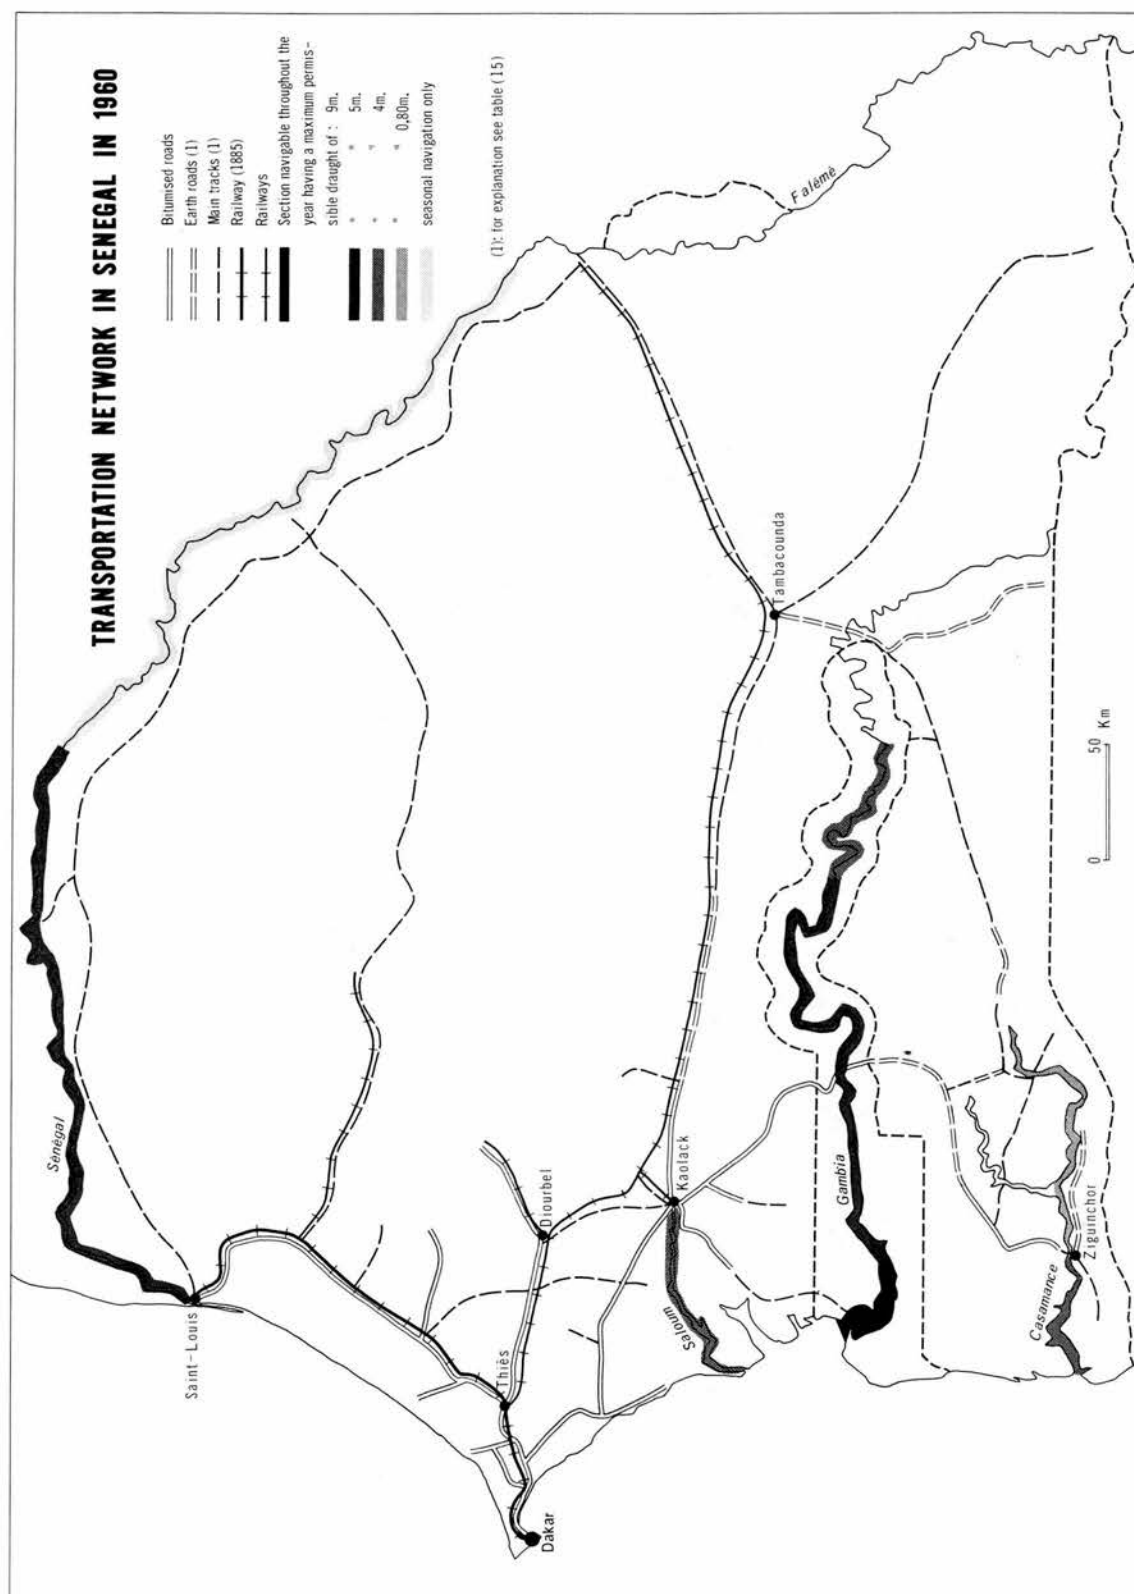 TRANSPORTATION NETWORK IN SENEGAL IN 1960
Bitumised roads
Earth roads (1)
Main tracks (1)
Railway (1885)
Railways
Section navigable throughout the
year having a maximum permis-
sible draught of : 9m.
" " 5m.
" " 4m.
" " 0,80m.
seasonal navigation only
(1): for explanation see table (15)
Falémé
Sénégal
Saint-Louis
Tambacounda
Diourbel
Thiès
Kaolack
Dakar
Saloum
Gambia
Casamance
Ziguinchor
0 50 Km